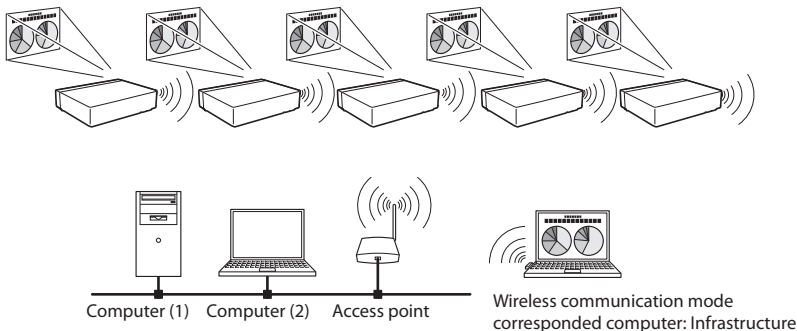 Computer (1) Computer (2) Access point
Wireless communication mode
corresponded computer: Infrastructure